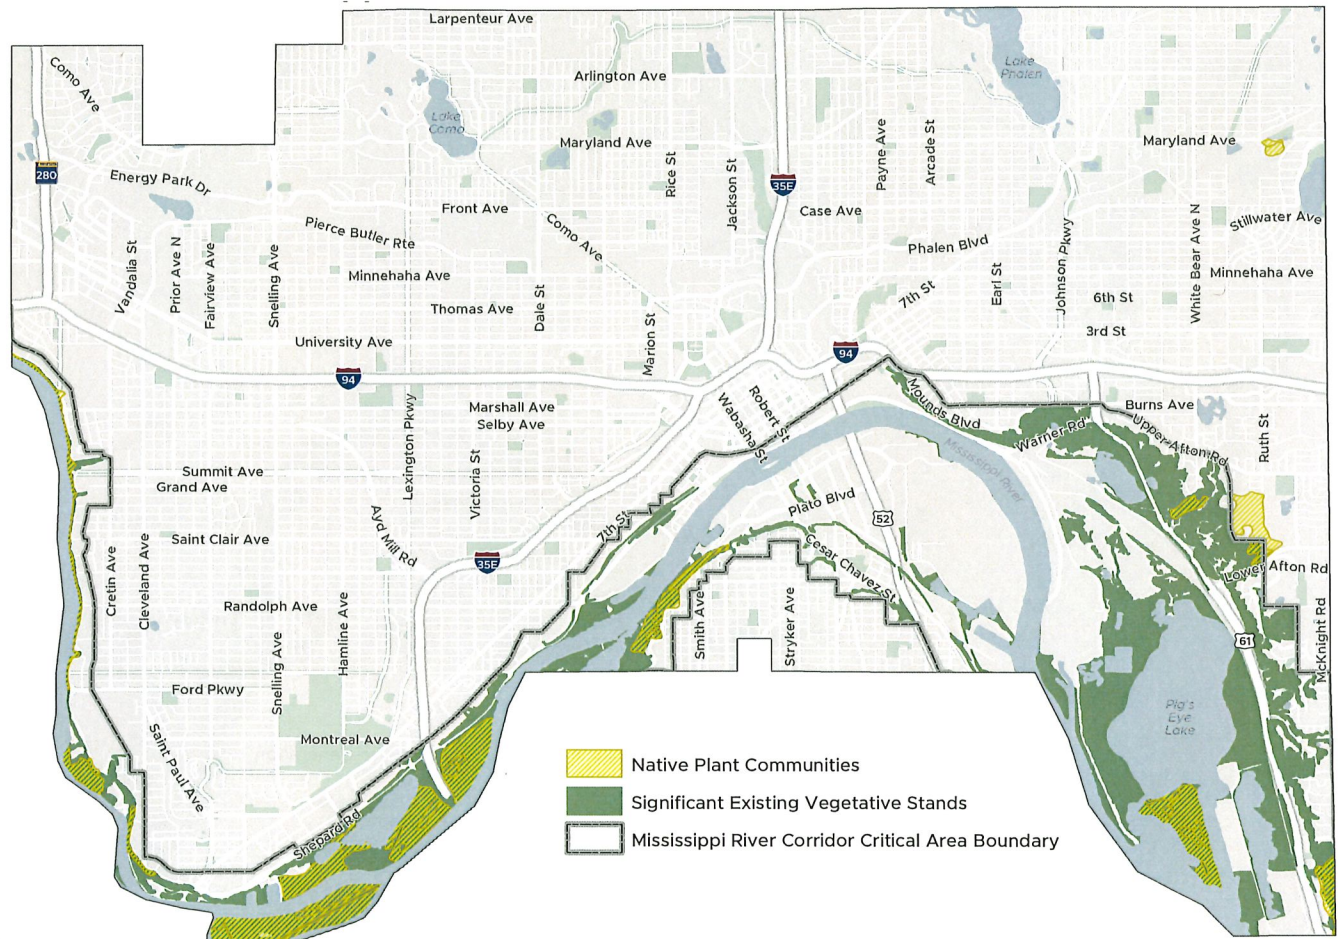 Larpenteur Ave
Como Ave
Arlington Ave
Lake
Phalen
Lake
Como
Maryland Ave
Maryland Ave
280
Energy Park Dr
Rice St
Jackson St
35E
Payne Ave
Arcade St
Front Ave
Case Ave
Como Ave
Pierce Butler Rte
Phalen Blvd
Stillwater Ave
Vandalia St
Prior Ave N
Fairview Ave
Snelling Ave
Minnehaha Ave
Johnson Pkwy
White Bear Ave N
Minnehaha Ave
Earl St
7th St
6th St
Thomas Ave
Dale St
Marion St
3rd St
University Ave
94
94
Marshall Ave
Selby Ave
Lexington Pkwy
Victoria St
Robert St
Wabasha St
Mounds Blvd
Warner Rd
Burns Ave
Upper Afton Rd
Ruth St
Mississippi River
Summit Ave
Grand Ave
Plato Blvd
52
7th St
Ayd Mill Rd
Saint Clair Ave
35E
Cesar Chavez St
Lower Afton Rd
Cretin Ave
Cleveland Ave
Randolph Ave
Hamline Ave
Smith Ave
Stryker Ave
61
McKnight Rd
Snelling Ave
Ford Pkwy
Pig's
Eye
Lake
Montreal Ave
Saint Paul Ave
Shepard Rd
Native Plant Communities
Significant Existing Vegetative Stands
Mississippi River Corridor Critical Area Boundary